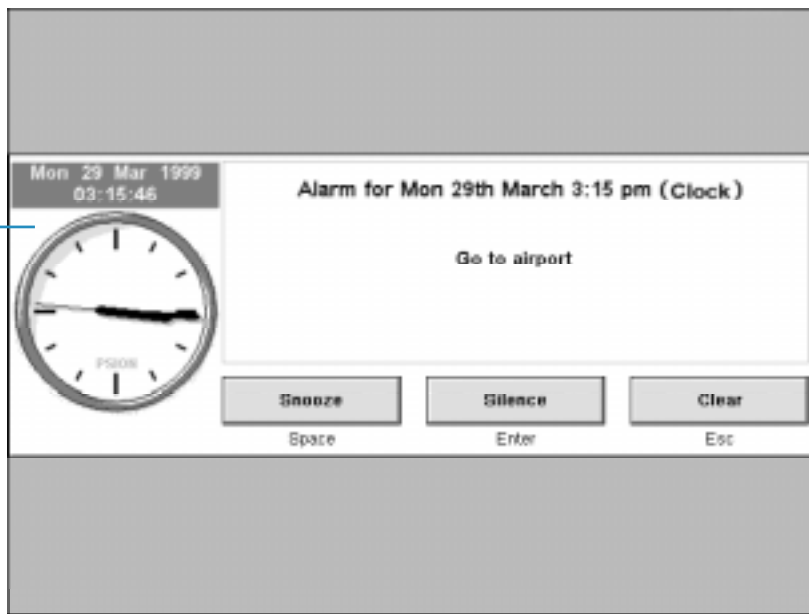 Mon 29 Mar 1999
03:15:46
PSION
Alarm for Mon 29th March 3:15 pm (Clock)
Go to airport
Snooze
Silence
Clear
Space
Enter
Esc